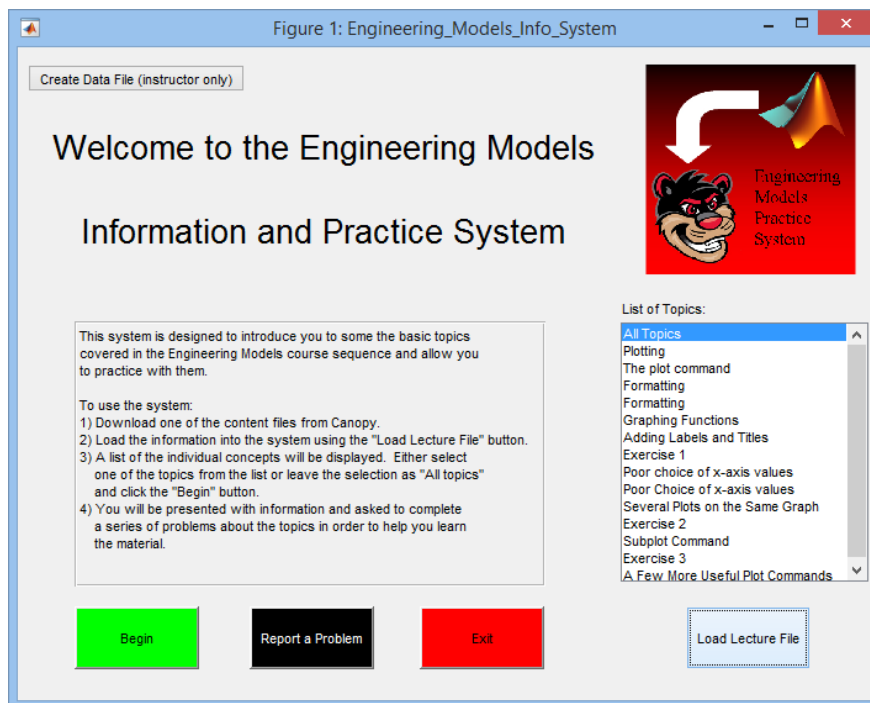 Figure 1: Engineering_Models_Info_System
Create Data File (instructor only)
Welcome to the Engineering Models
Information and Practice System
Engineering
Models
Practice
System
This system is designed to introduce you to some the basic topics
covered in the Engineering Models course sequence and allow you
to practice with them.
To use the system:
1) Download one of the content files from Canopy.
2) Load the information into the system using the "Load Lecture File" button.
3) A list of the individual concepts will be displayed. Either select
one of the topics from the list or leave the selection as "All topics"
and click the "Begin" button.
4) You will be presented with information and asked to complete
a series of problems about the topics in order to help you learn
the material.
List of Topics:
All Topics
Plotting
The plot command
Formatting
Formatting
Graphing Functions
Adding Labels and Titles
Exercise 1
Poor choice of x-axis values
Poor Choice of x-axis values
Several Plots on the Same Graph
Exercise 2
Subplot Command
Exercise 3
A Few More Useful Plot Commands
Begin
Report a Problem
Exit
Load Lecture File